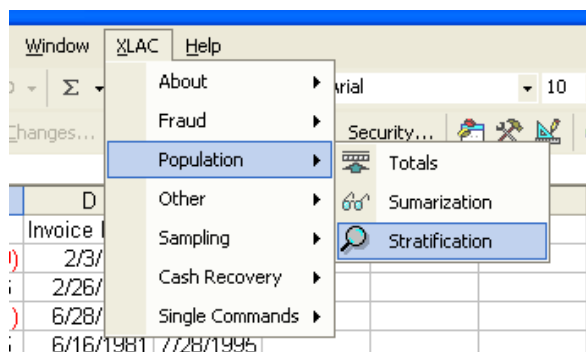 Window XLAC Help
About
Arial 10
Fraud
Changes... Security...
Population
Totals
D
Other
Sumarization
Invoice
Sampling
Stratification
2/3/
Cash Recovery
2/26/
Single Commands
6/28/
6/16/1981 7/28/1995